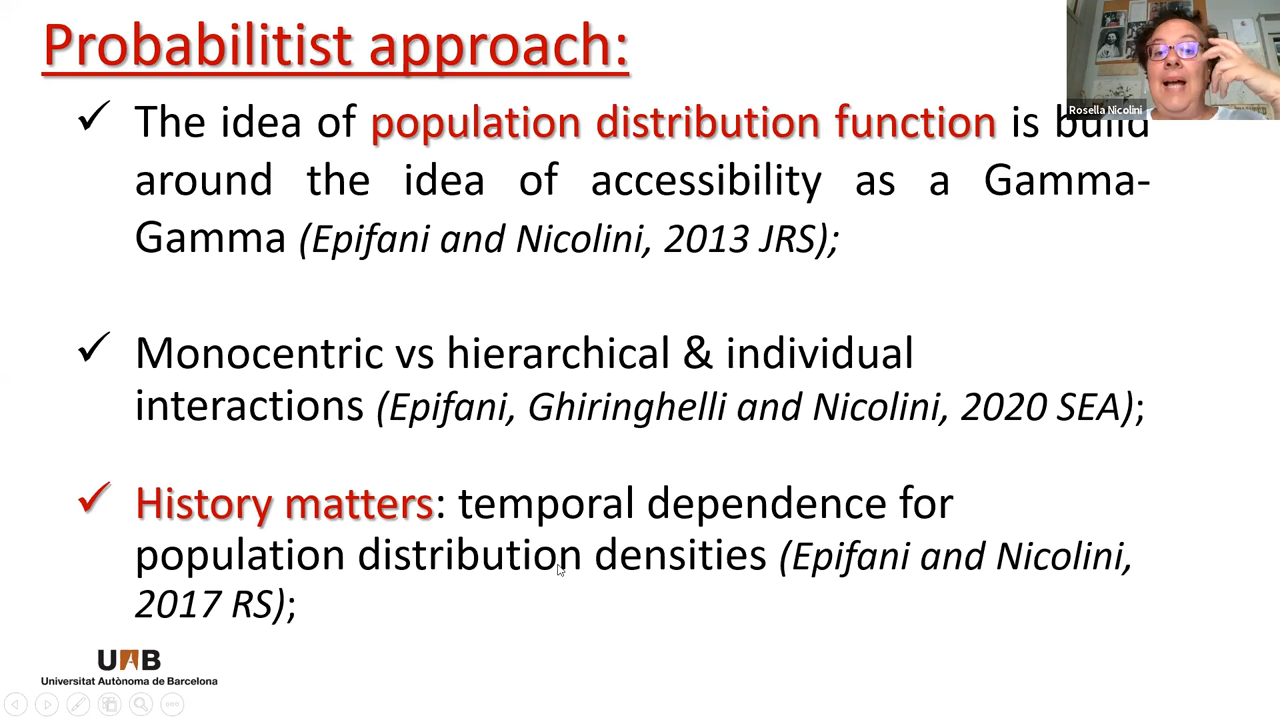 Probabilitist approach:
Rosella Nicolini
✓ The idea of population distribution function is build
around the idea of accessibility as a Gamma-
Gamma (Epifani and Nicolini, 2013 JRS);
✓ Monocentric vs hierarchical & individual
interactions (Epifani, Ghiringhelli and Nicolini, 2020 SEA);
✓ History matters: temporal dependence for
population distribution densities (Epifani and Nicolini,
2017 RS);
UAB
Universitat Autònoma de Barcelona